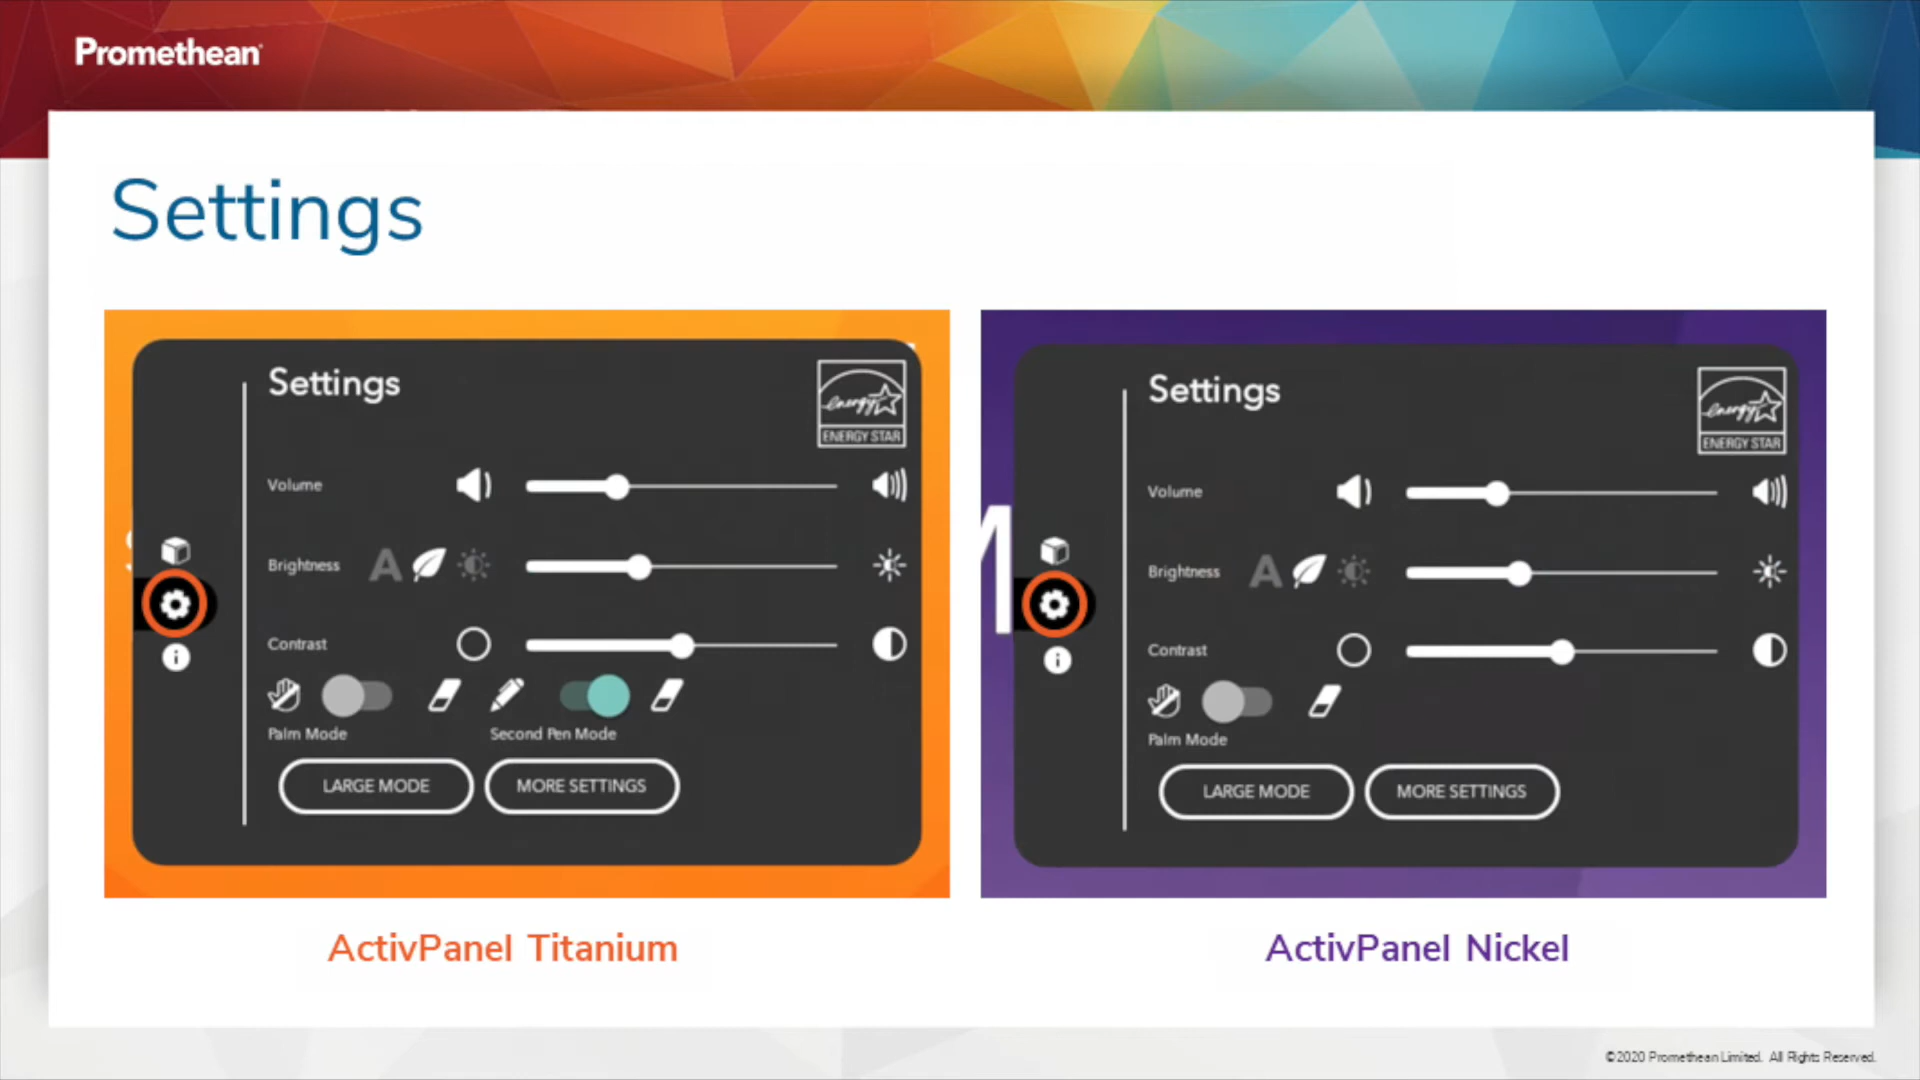 Promethean
Settings
Settings
energy
ENERGY STAR
Volume
Brightness A
Contrast
Palm Mode Second Pen Mode
LARGE MODE MORE SETTINGS
ActivPanel Titanium
M
Settings
energy
ENERGY STAR
Volume
Brightness A
Contrast
Palm Mode
LARGE MODE MORE SETTINGS
ActivPanel Nickel
©2020 Promethean Limited. All Rights Reserved.